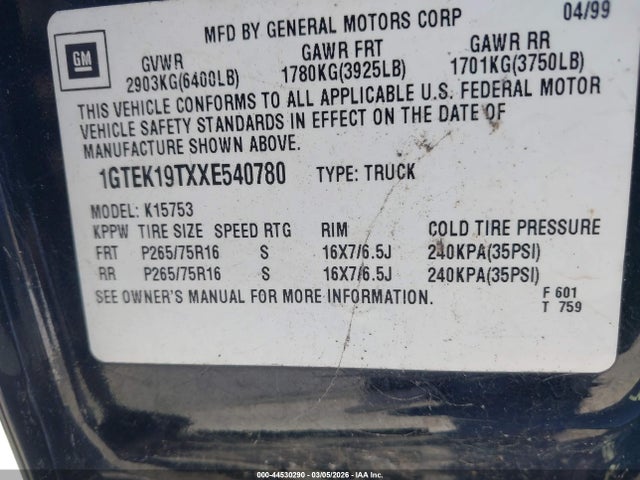 MFD BY GENERAL MOTORS CORP 04/99
GM
GVWR GAWR FRT GAWR RR
2903KG(6400LB) 1780KG(3925LB) 1701KG(3750LB)
THIS VEHICLE CONFORMS TO ALL APPLICABLE U.S. FEDERAL MOTOR
VEHICLE SAFETY STANDARDS IN EFFECT ON THE DATE OF
MANUFACTURE SHOWN ABOVE.
1GTEK19TXXE540780 TYPE: TRUCK
MODEL: K15753
KPPW TIRE SIZE SPEED RTG RIM COLD TIRE PRESSURE
FRT P265/75R16 S 16X7/6.5J 240KPA(35PSI)
RR P265/75R16 S 16X7/6.5J 240KPA(35PSI)
SEE OWNER'S MANUAL FOR MORE INFORMATION.
F 601
T 759
000-44530290 - 03/05/2026 - IAA Inc.